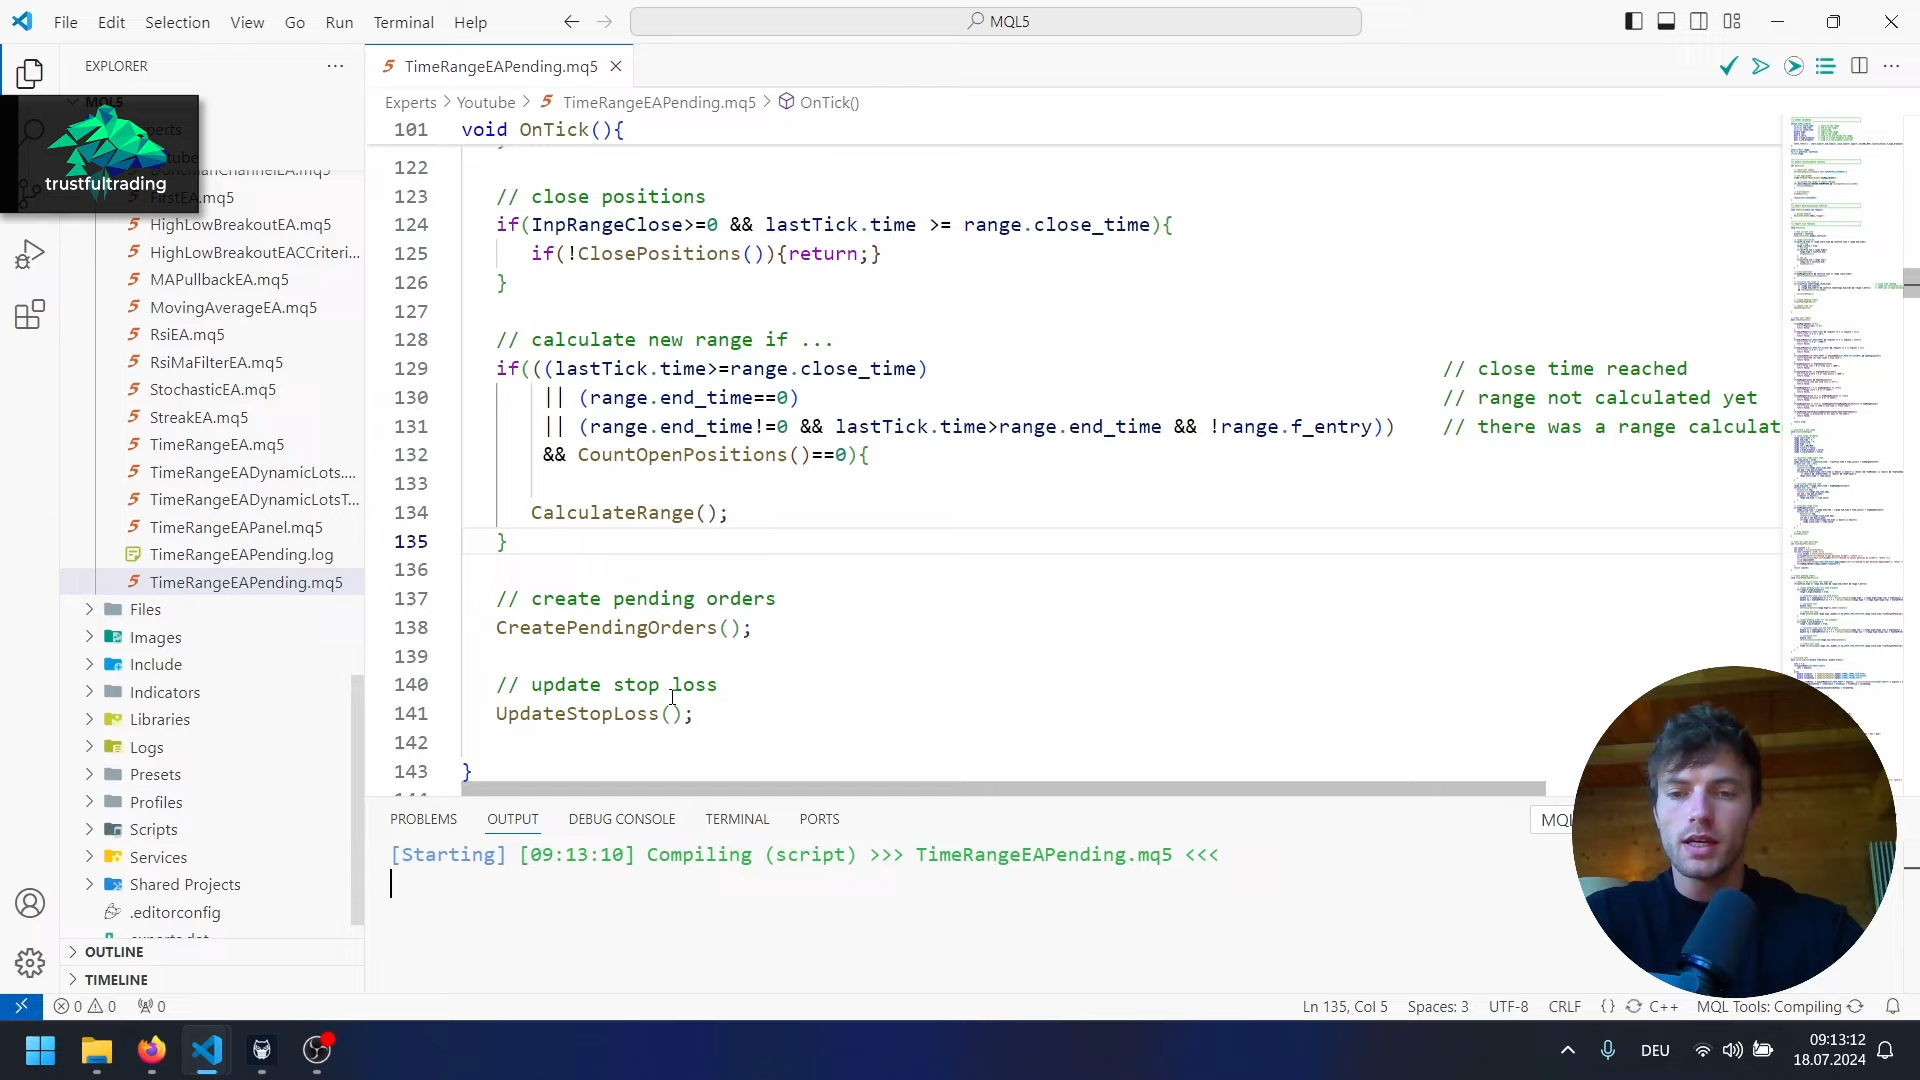 File Edit Selection View Go Run Terminal Help
MQL5
EXPLORER
TimeRangeEAPending.mq5
MQL5
trustfultrading
Experts > Youtube > TimeRangeEAPending.mq5 > OnTick()
101 void OnTick(){
122
123 // close positions
124 if(InpRangeClose>=0 && lastTick.time >= range.close_time){
125 if(!ClosePositions()){return;}
126 }
127
128 // calculate new range if ...
129 if(((lastTick.time>=range.close_time) // close time reached
130 || (range.end_time==0) // range not calculated yet
131 || (range.end_time!=0 && lastTick.time>range.end_time && !range.f_entry)) // there was a range calculat
132 && CountOpenPositions()==0){
133
134 CalculateRange();
135 }
136
137 // create pending orders
138 CreatePendingOrders();
139
140 // update stop loss
141 UpdateStopLoss();
142
143 }
DonchianChannelEA.mq5
FirstEA.mq5
HighLowBreakoutEA.mq5
HighLowBreakoutEACCriteri...
MAPullbackEA.mq5
MovingAverageEA.mq5
RsiEA.mq5
RsiMaFilterEA.mq5
StochasticEA.mq5
StreakEA.mq5
TimeRangeEA.mq5
TimeRangeEADynamicLots....
TimeRangeEADynamicLotsT...
TimeRangeEAPanel.mq5
TimeRangeEAPending.log
TimeRangeEAPending.mq5
Files
Images
Include
Indicators
Libraries
Logs
Presets
Profiles
Scripts
Services
Shared Projects
.editorconfig
OUTLINE
TIMELINE
PROBLEMS OUTPUT DEBUG CONSOLE TERMINAL PORTS
MQL
[Starting] [09:13:10] Compiling (script) >>> TimeRangeEAPending.mq5 <<<
0 0 0
Ln 135, Col 5 Spaces: 3 UTF-8 CRLF {} C++ MQL Tools: Compiling
DEU
09:13:12
18.07.2024